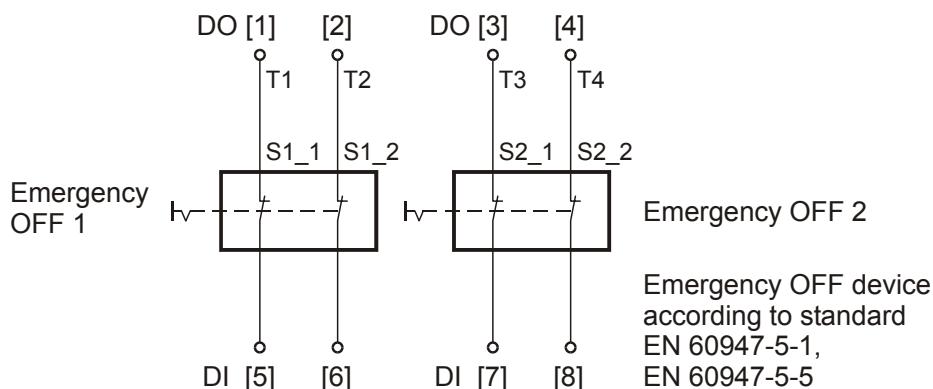 DO [1] [2] DO [3] [4]
T1 T2 T3 T4
S1_1 S1_2 S2_1 S2_2
Emergency
OFF 1
Emergency OFF 2
Emergency OFF device
according to standard
EN 60947-5-1,
EN 60947-5-5
DI [5] [6] DI [7] [8]